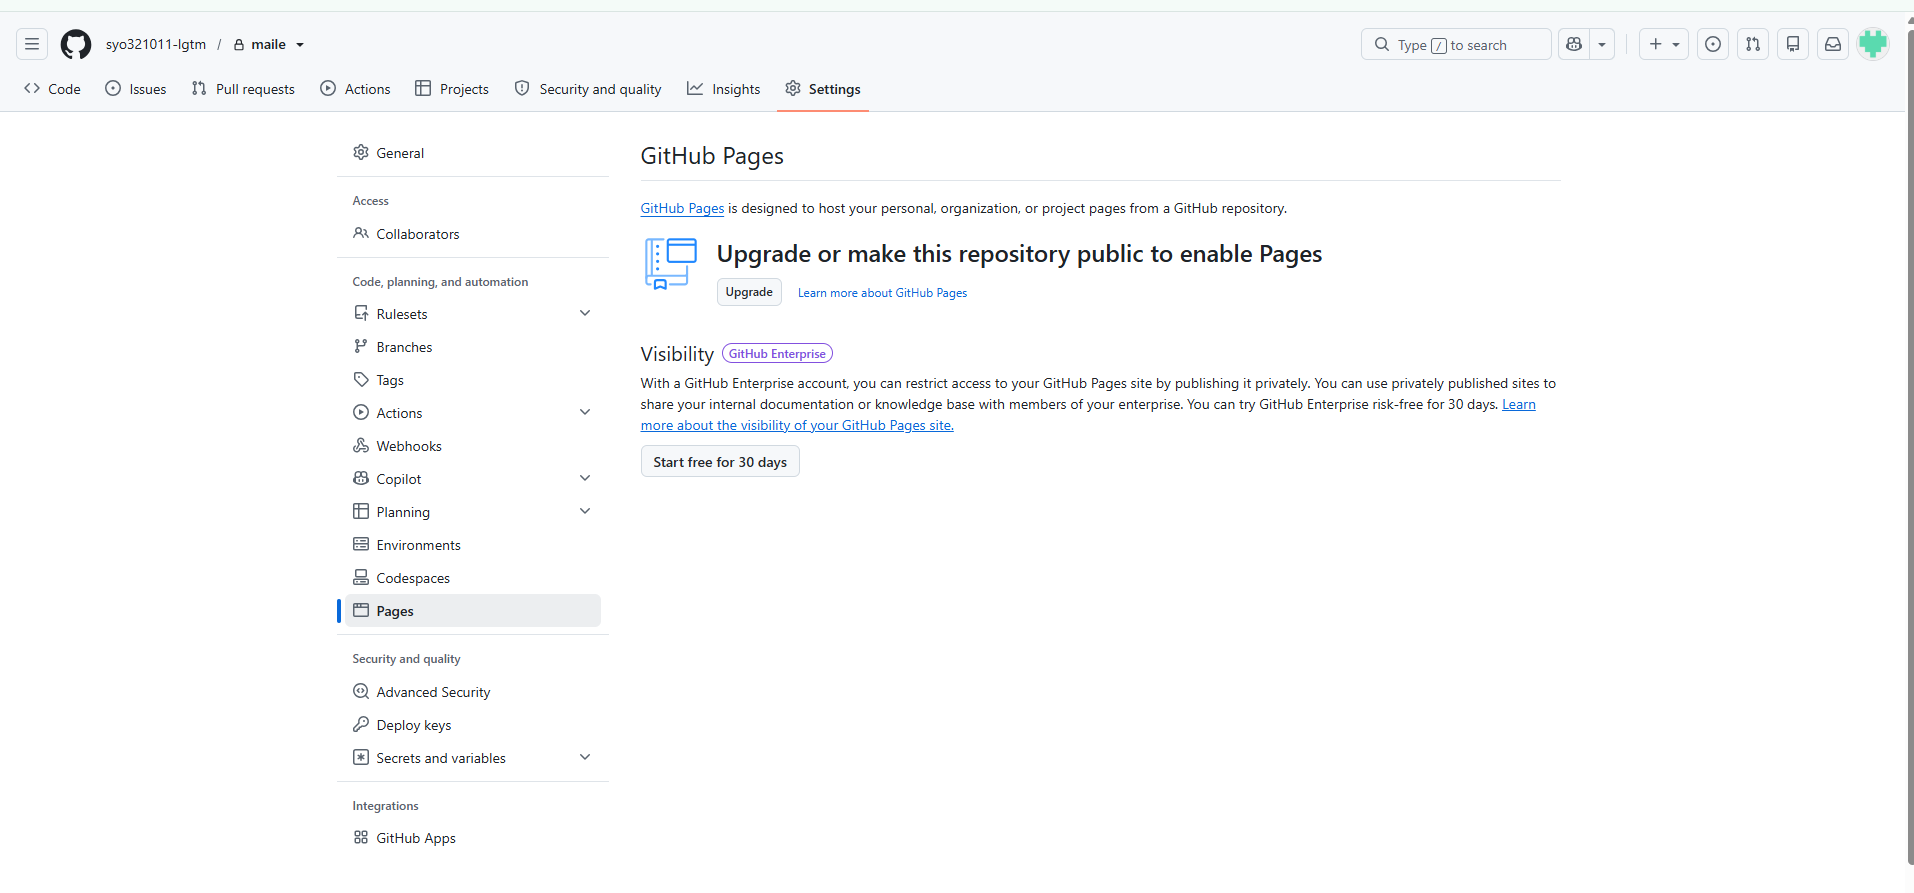 syo321011-lgtm / maile
Type / to search
Code
Issues
Pull requests
Actions
Projects
Security and quality
Insights
Settings
General
Access
Collaborators
Code, planning, and automation
Rulesets
Branches
Tags
Actions
Webhooks
Copilot
Planning
Environments
Codespaces
Pages
Security and quality
Advanced Security
Deploy keys
Secrets and variables
Integrations
GitHub Apps
GitHub Pages
GitHub Pages is designed to host your personal, organization, or project pages from a GitHub repository.
Upgrade or make this repository public to enable Pages
Upgrade
Learn more about GitHub Pages
Visibility GitHub Enterprise
With a GitHub Enterprise account, you can restrict access to your GitHub Pages site by publishing it privately. You can use privately published sites to
share your internal documentation or knowledge base with members of your enterprise. You can try GitHub Enterprise risk-free for 30 days. Learn
more about the visibility of your GitHub Pages site.
Start free for 30 days